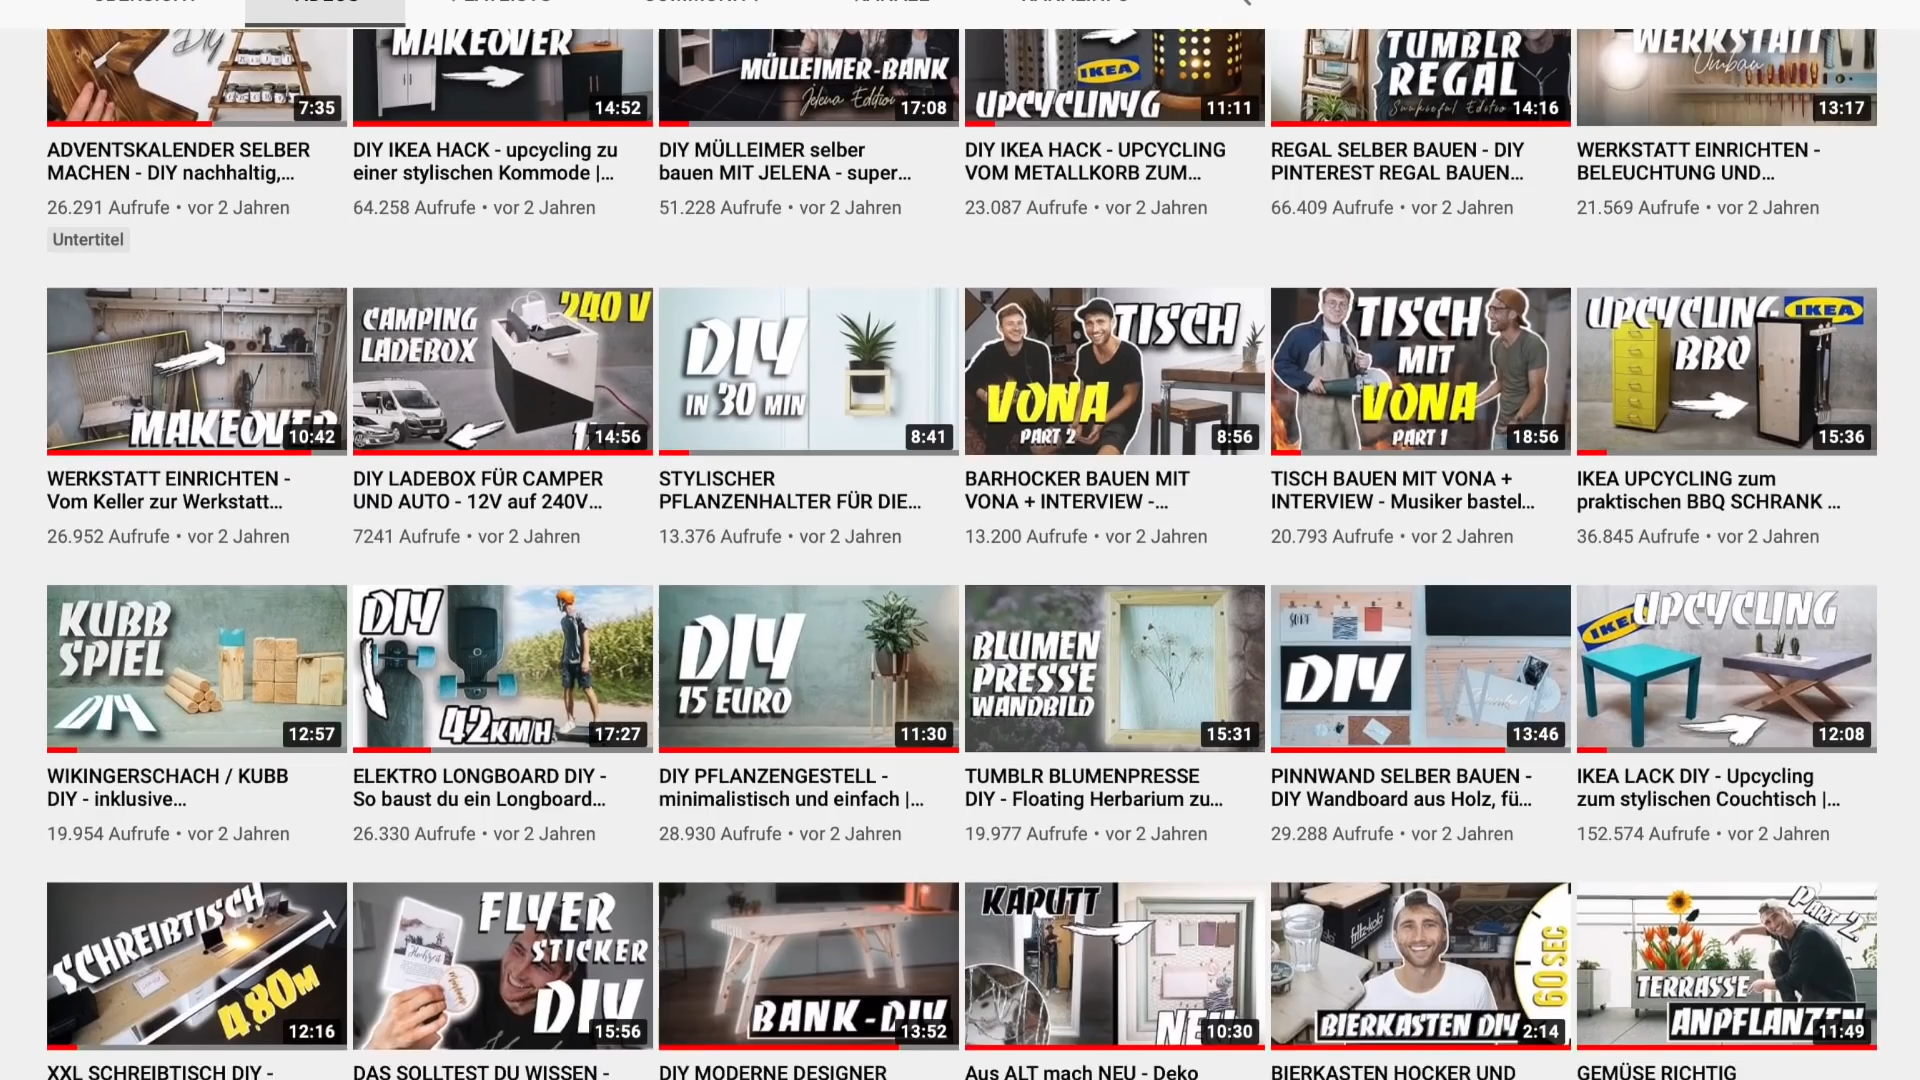 Diy
7:35
MAKEOVER
14:52
MÜLLEIMER-BANK
Jelena Edition
17:08
IKEA
UPCYCLINYG
11:11
TUMBLR
REGAL
14:16
WERKSTATT
Umbau
13:17
ADVENTSKALENDER SELBER
MACHEN - DIY nachhaltig,...
26.291 Aufrufe • vor 2 Jahren
Untertitel
DIY IKEA HACK - upcycling zu
einer stylischen Kommode |...
64.258 Aufrufe • vor 2 Jahren
DIY MÜLLEIMER selber
bauen MIT JELENA - super...
51.228 Aufrufe • vor 2 Jahren
DIY IKEA HACK - UPCYCLING
VOM METALLKORB ZUM...
23.087 Aufrufe • vor 2 Jahren
REGAL SELBER BAUEN - DIY
PINTEREST REGAL BAUEN...
66.409 Aufrufe • vor 2 Jahren
WERKSTATT EINRICHTEN -
BELEUCHTUNG UND...
21.569 Aufrufe • vor 2 Jahren
MAKEOVER
10:42
CAMPING
LADEBOX
240 V
14:56
DIY
IN 30 MIN
8:41
TISCH
VONA
PART 2
8:56
TISCH
MIT
VONA
PART 1
18:56
UPCYCLING
IKEA
BBQ
15:36
WERKSTATT EINRICHTEN -
Vom Keller zur Werkstatt...
26.952 Aufrufe • vor 2 Jahren
DIY LADEBOX FÜR CAMPER
UND AUTO - 12V auf 240V...
7241 Aufrufe • vor 2 Jahren
STYLISCHER
PFLANZENHALTER FÜR DIE...
13.376 Aufrufe • vor 2 Jahren
BARHOCKER BAUEN MIT
VONA + INTERVIEW -...
13.200 Aufrufe • vor 2 Jahren
TISCH BAUEN MIT VONA +
INTERVIEW - Musiker bastel...
20.793 Aufrufe • vor 2 Jahren
IKEA UPCYCLING zum
praktischen BBQ SCHRANK ...
36.845 Aufrufe • vor 2 Jahren
KUBB
SPIEL
DIY
12:57
DIY
42KM/H
17:27
DIY
15 EURO
11:30
BLUMEN
PRESSE
WANDBILD
15:31
DIY
13:46
IKEA
UPCYCLING
12:08
WIKINGERSCHACH / KUBB
DIY - inklusive...
19.954 Aufrufe • vor 2 Jahren
ELEKTRO LONGBOARD DIY -
So baust du ein Longboard...
26.330 Aufrufe • vor 2 Jahren
DIY PFLANZENGESTELL -
minimalistisch und einfach |...
28.930 Aufrufe • vor 2 Jahren
TUMBLR BLUMENPRESSE
DIY - Floating Herbarium zu...
19.977 Aufrufe • vor 2 Jahren
PINNWAND SELBER BAUEN -
DIY Wandboard aus Holz, fü...
29.288 Aufrufe • vor 2 Jahren
IKEA LACK DIY - Upcycling
zum stylischen Couchtisch |...
152.574 Aufrufe • vor 2 Jahren
SCHREIBTISCH
4,80M
12:16
FLYER
STICKER
DIY
Hochzeit
15:56
BANK-DIY
13:52
KAPUTT
NEU
10:30
fritz-kola
60 SEC
BIERKASTEN DIY
2:14
PART 2
TERRASSE
ANPFLANZEN
11:49
XXL SCHREIBTISCH DIY -
DAS SOLLTEST DU WISSEN -
DIY MODERNE DESIGNER
Aus ALT mach NEU - Deko
BIERKASTEN HOCKER UND
GEMÜSE RICHTIG